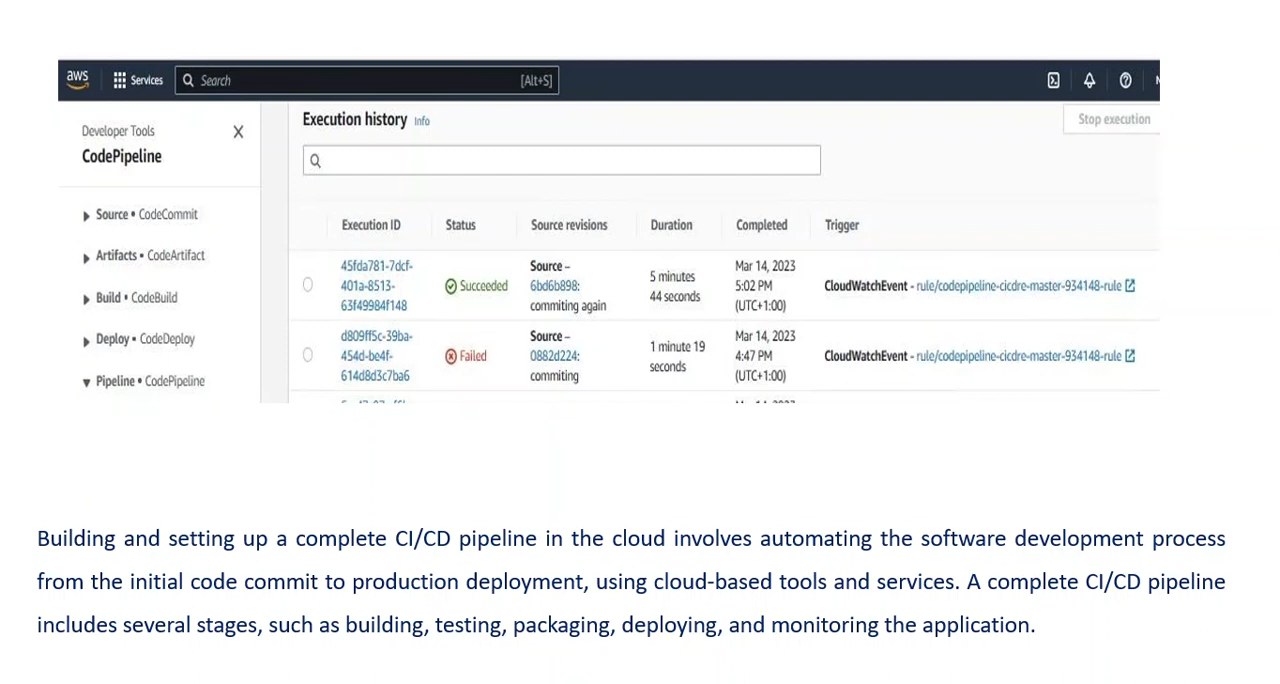 aws Services Search [Alt+S]
Developer Tools
CodePipeline
Source • CodeCommit
Artifacts • CodeArtifact
Build • CodeBuild
Deploy • CodeDeploy
Pipeline • CodePipeline
Execution history Info
Stop execution
Execution ID Status Source revisions Duration Completed Trigger
45fda781-7dcf-
401a-8513-
63f49984f148
Succeeded
Source –
6bd6b898:
commiting again
5 minutes
44 seconds
Mar 14, 2023
5:02 PM
(UTC+1:00)
CloudWatchEvent - rule/codepipeline-cicdre-master-934148-rule
d809ff5c-39ba-
454d-be4f-
614d8d3c7ba6
Failed
Source –
0882d224:
commiting
1 minute 19
seconds
Mar 14, 2023
4:47 PM
(UTC+1:00)
CloudWatchEvent - rule/codepipeline-cicdre-master-934148-rule
Building and setting up a complete CI/CD pipeline in the cloud involves automating the software development process
from the initial code commit to production deployment, using cloud-based tools and services. A complete CI/CD pipeline
includes several stages, such as building, testing, packaging, deploying, and monitoring the application.